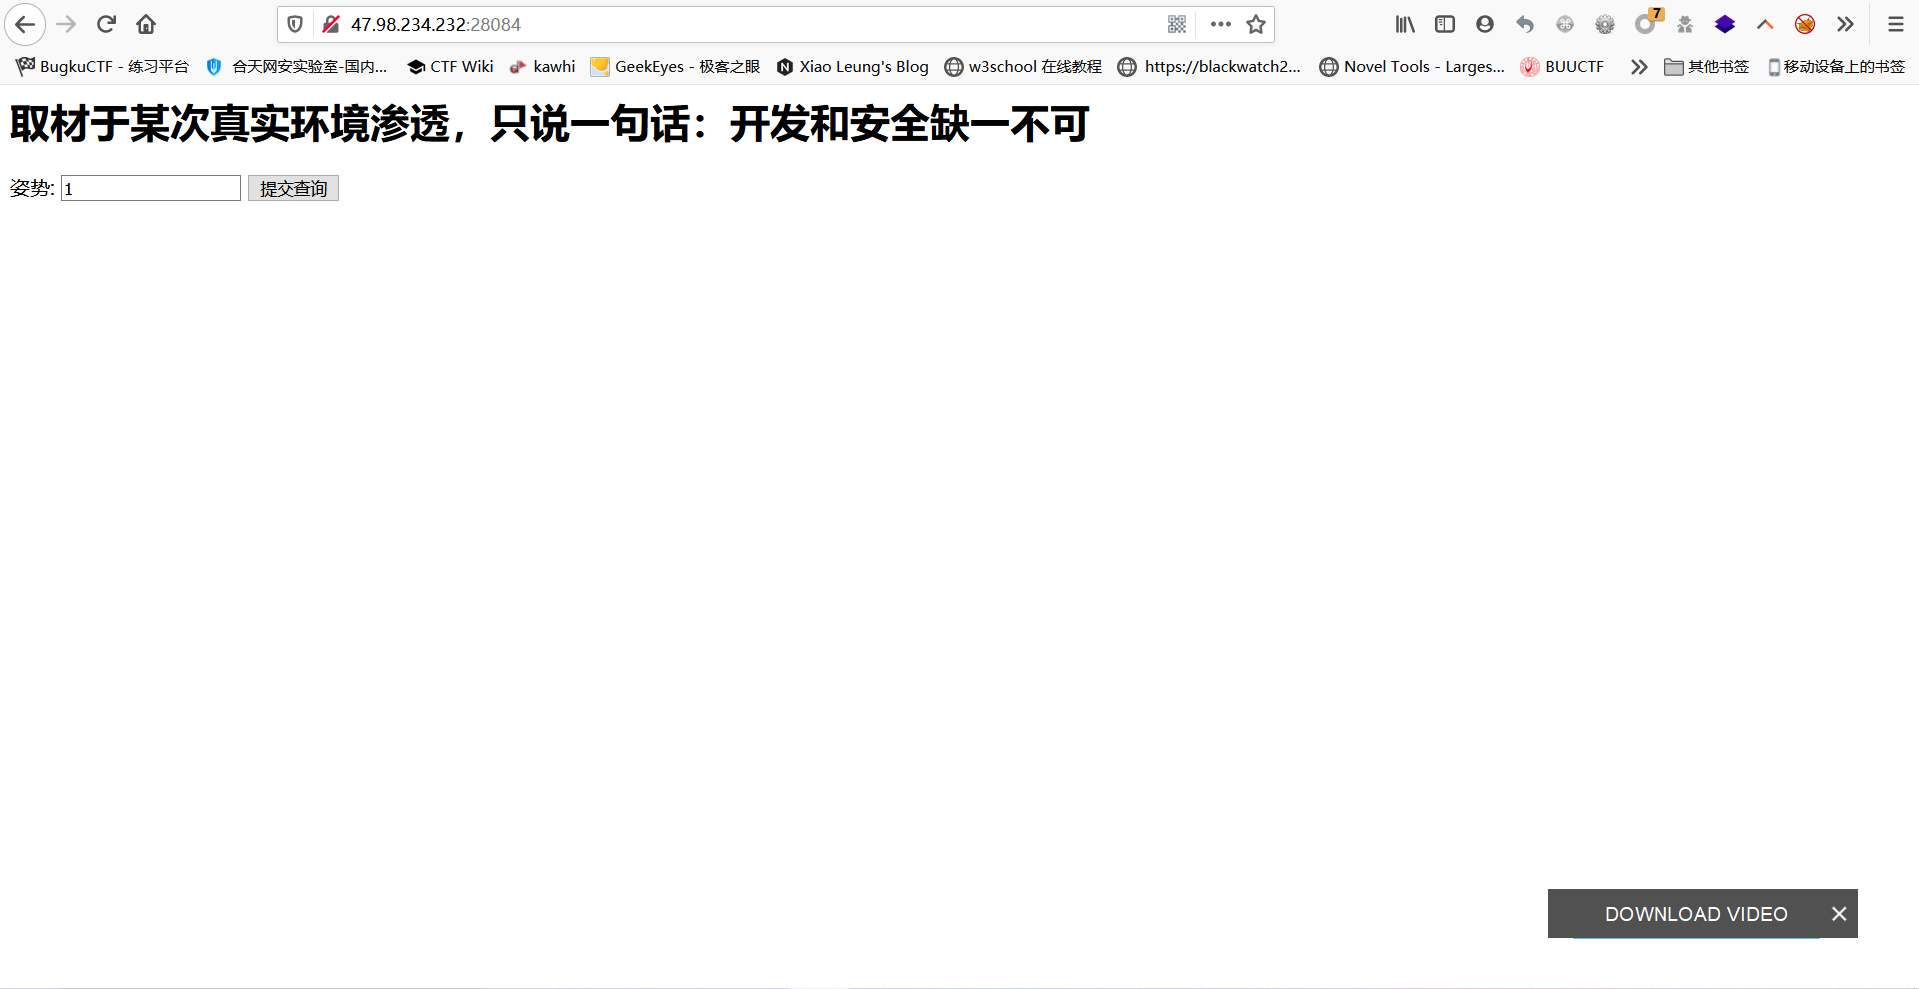 47.98.234.232:28084
7
BugkuCTF - 练习平台 合天网安实验室-国内... CTF Wiki kawhi GeekEyes - 极客之眼 Xiao Leung's Blog w3school 在线教程 https://blackwatch2... Novel Tools - Larges... BUUCTF 其他书签 移动设备上的书签
取材于某次真实环境渗透，只说一句话：开发和安全缺一不可
姿势: 1 提交查询
DOWNLOAD VIDEO